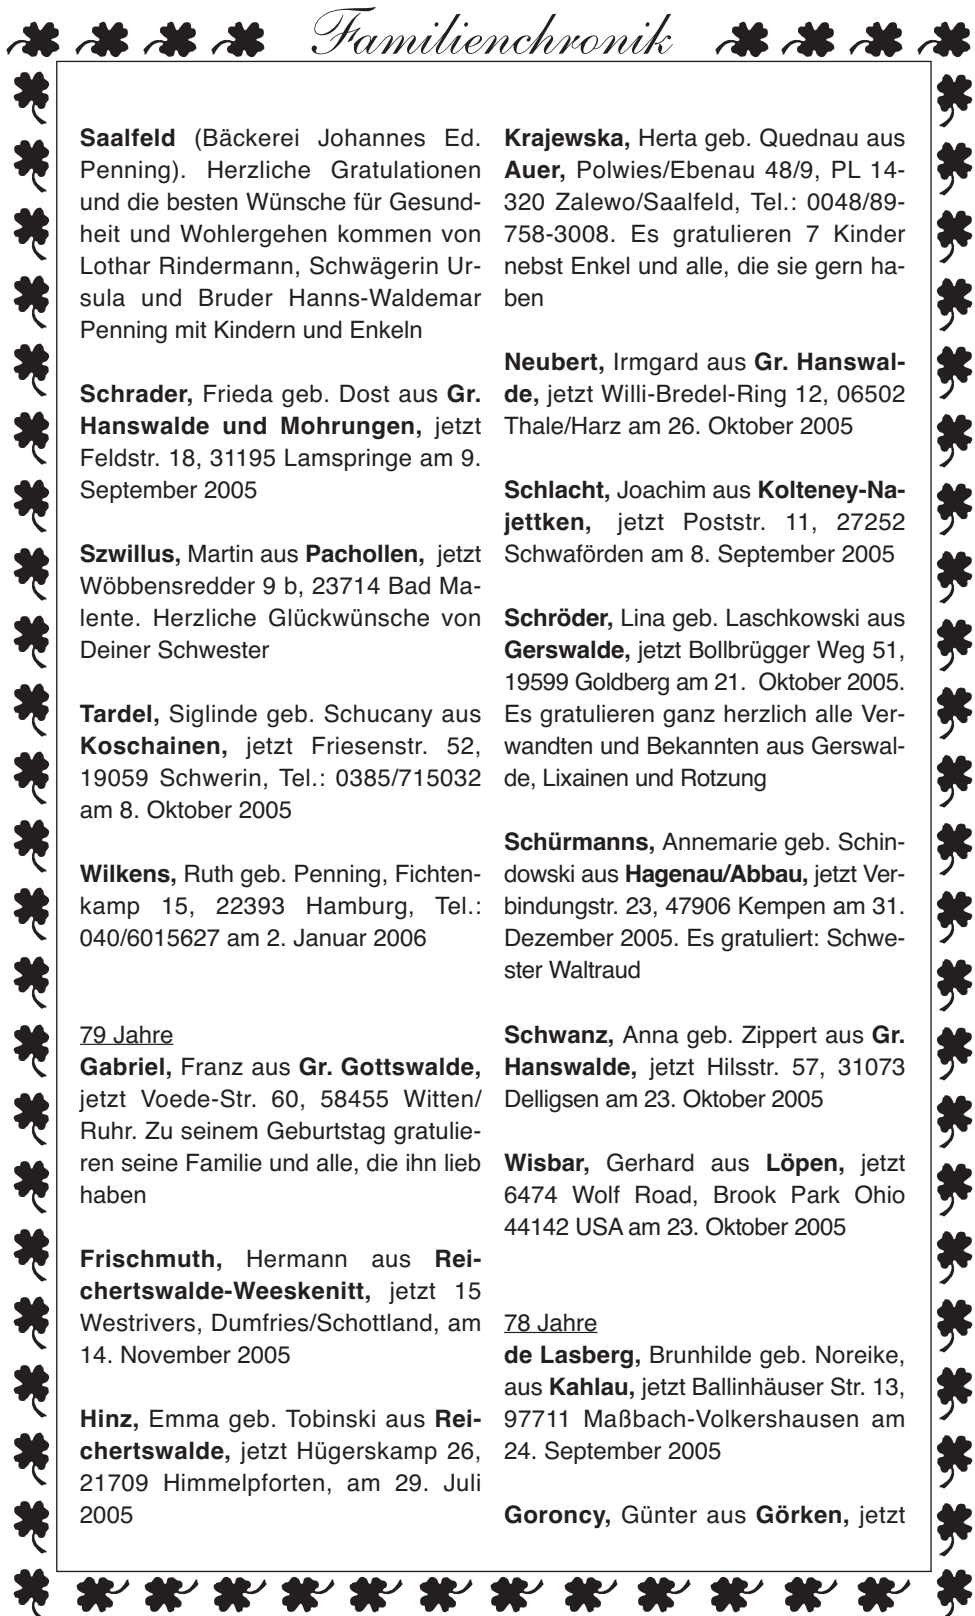 Familienchronik
Saalfeld (Bäckerei Johannes Ed.
Penning). Herzliche Gratulationen
und die besten Wünsche für Gesund-
heit und Wohlergehen kommen von
Lothar Rindermann, Schwägerin Ur-
sula und Bruder Hanns-Waldemar
Penning mit Kindern und Enkeln
Schrader, Frieda geb. Dost aus Gr.
Hanswalde und Mohrungen, jetzt
Feldstr. 18, 31195 Lamspringe am 9.
September 2005
Szwillus, Martin aus Pachollen, jetzt
Wöbbensredder 9 b, 23714 Bad Ma-
lente. Herzliche Glückwünsche von
Deiner Schwester
Tardel, Siglinde geb. Schucany aus
Koschainen, jetzt Friesenstr. 52,
19059 Schwerin, Tel.: 0385/715032
am 8. Oktober 2005
Wilkens, Ruth geb. Penning, Fichten-
kamp 15, 22393 Hamburg, Tel.:
040/6015627 am 2. Januar 2006
79 Jahre
Gabriel, Franz aus Gr. Gottswalde,
jetzt Voede-Str. 60, 58455 Witten/
Ruhr. Zu seinem Geburtstag gratulie-
ren seine Familie und alle, die ihn lieb
haben
Frischmuth, Hermann aus Rei-
chertswalde-Weeskenitt, jetzt 15
Westrivers, Dumfries/Schottland, am
14. November 2005
Hinz, Emma geb. Tobinski aus Rei-
chertswalde, jetzt Hügerskamp 26,
21709 Himmelpforten, am 29. Juli
2005
Krajewska, Herta geb. Quednau aus
Auer, Polwies/Ebenau 48/9, PL 14-
320 Zalewo/Saalfeld, Tel.: 0048/89-
758-3008. Es gratulieren 7 Kinder
nebst Enkel und alle, die sie gern ha-
ben
Neubert, Irmgard aus Gr. Hanswal-
de, jetzt Willi-Bredel-Ring 12, 06502
Thale/Harz am 26. Oktober 2005
Schlacht, Joachim aus Kolteney-Na-
jettken, jetzt Poststr. 11, 27252
Schwaförden am 8. September 2005
Schröder, Lina geb. Laschkowski aus
Gerswalde, jetzt Bollbrügger Weg 51,
19599 Goldberg am 21. Oktober 2005.
Es gratulieren ganz herzlich alle Ver-
wandten und Bekannten aus Gerswal-
de, Lixainen und Rotzung
Schürmanns, Annemarie geb. Schin-
dowski aus Hagenau/Abbau, jetzt Ver-
bindungstr. 23, 47906 Kempen am 31.
Dezember 2005. Es gratuliert: Schwe-
ster Waltraud
Schwanz, Anna geb. Zippert aus Gr.
Hanswalde, jetzt Hilsstr. 57, 31073
Delligsen am 23. Oktober 2005
Wisbar, Gerhard aus Löpen, jetzt
6474 Wolf Road, Brook Park Ohio
44142 USA am 23. Oktober 2005
78 Jahre
de Lasberg, Brunhilde geb. Noreike,
aus Kahlau, jetzt Ballinhäuser Str. 13,
97711 Maßbach-Volkershausen am
24. September 2005
Goroncy, Günter aus Görken, jetzt